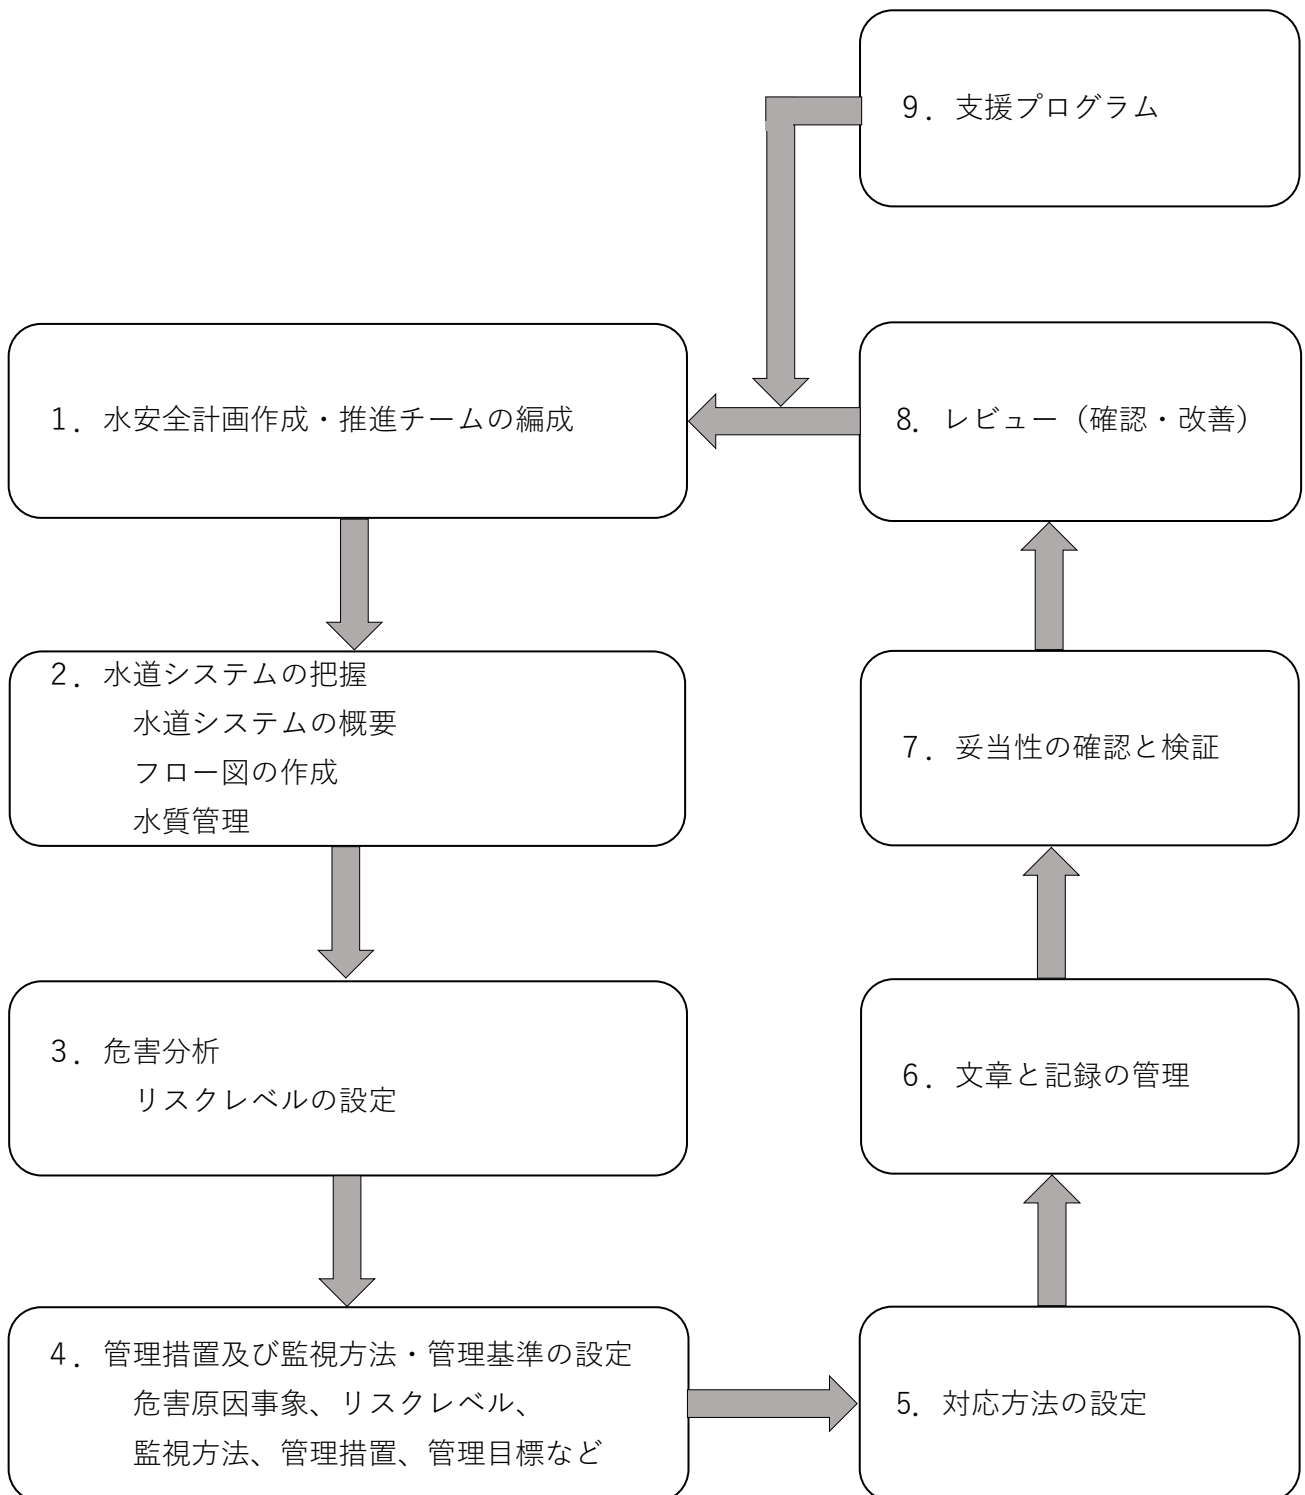 9．支援プログラム
1．水安全計画作成・推進チームの編成
8．レビュー（確認・改善）
2．水道システムの把握
水道システムの概要
フロー図の作成
水質管理
7．妥当性の確認と検証
3．危害分析
リスクレベルの設定
6．文章と記録の管理
4．管理措置及び監視方法・管理基準の設定
危害原因事象、リスクレベル、
監視方法、管理措置、管理目標など
5．対応方法の設定